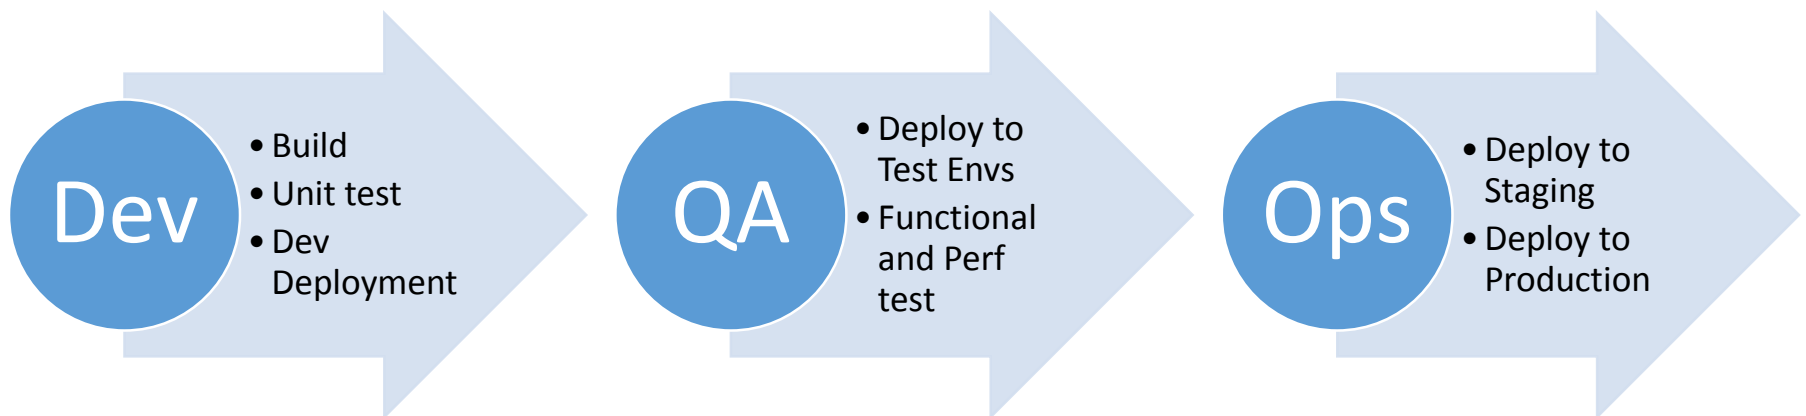 Dev
• Build
• Unit test
• Dev
Deployment
QA
• Deploy to
Test Envs
• Functional
and Perf
test
Ops
• Deploy to
Staging
• Deploy to
Production